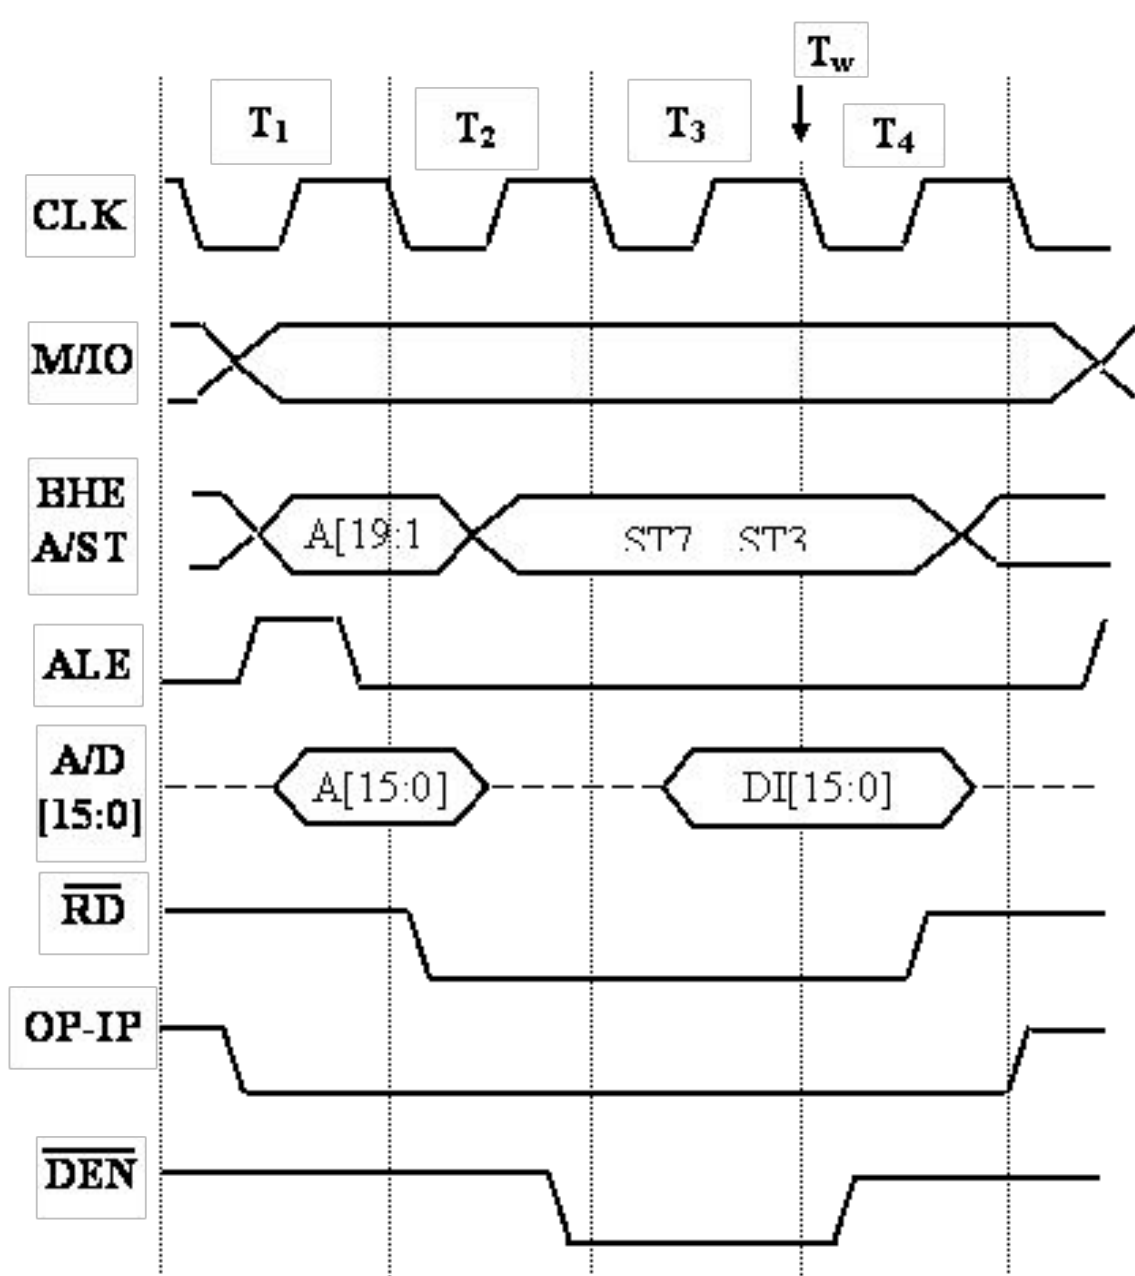 Tw
T1
T2
T3
T4
CLK
M/IO
BHE
A/ST
A[19:1
ST7 ST3
ALE
A/D
[15:0]
A[15:0]
DI[15:0]
RD
OP-IP
DEN